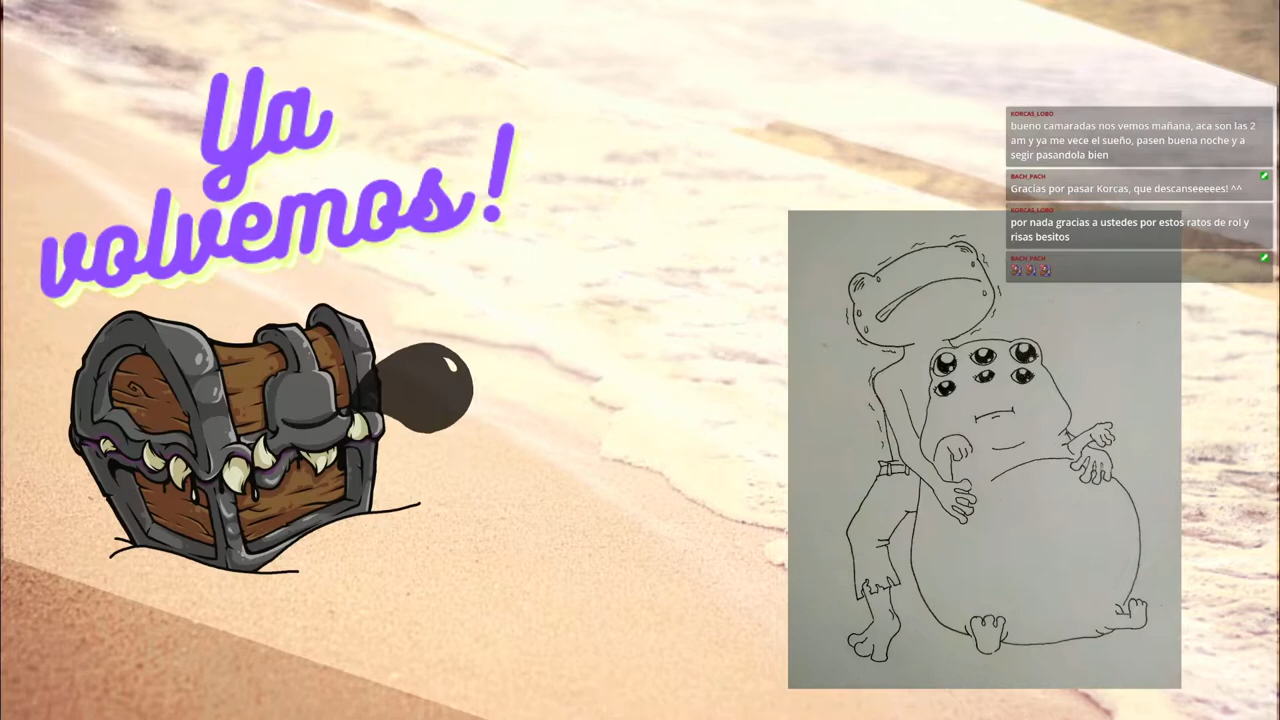 Ya
volvemos!
KORCAS_LOBO
bueno camaradas nos vemos mañana, aca son las 2
am y ya me vece el sueño, pasen buena noche y a
segir pasandola bien
BACH_PACH
Gracias por pasar Korcas, que descanseeeees! ^^
KORCAS_LOBO
por nada gracias a ustedes por estos ratos de rol y
risas besitos
BACH_PACH